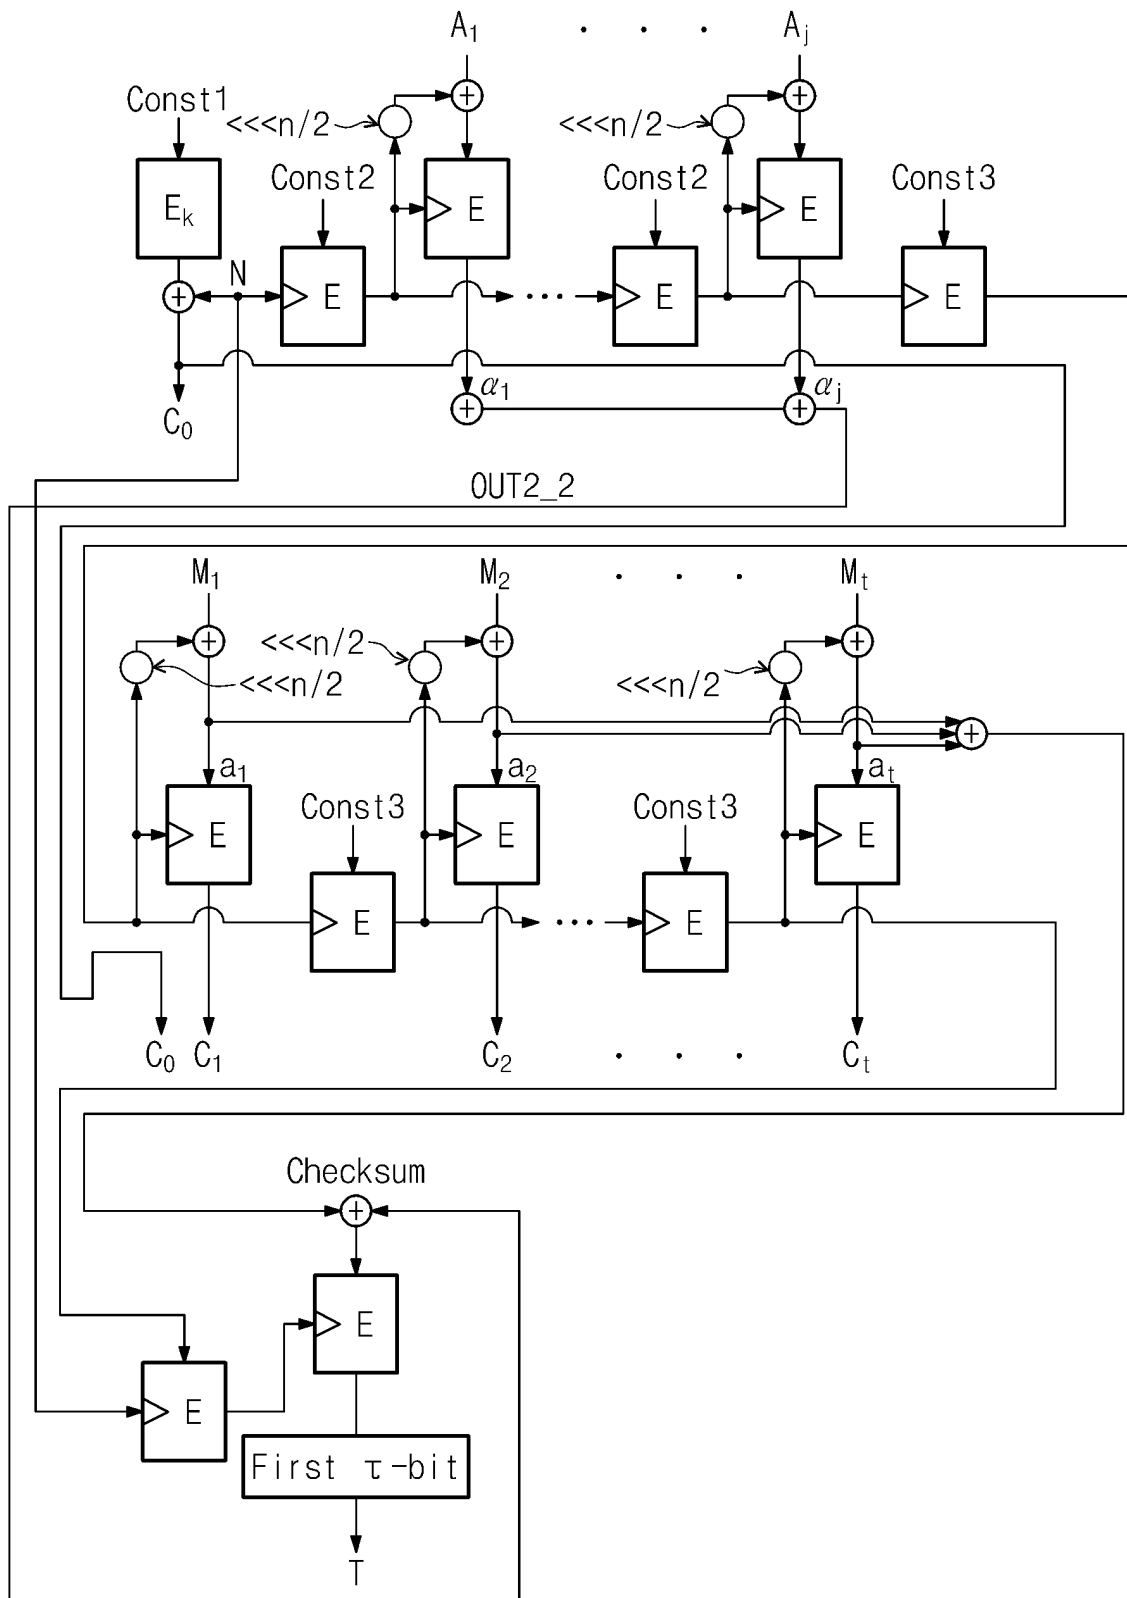 A₁ · · · Aⱼ
Const1
<<<n/2
<<<n/2
Const2
Const2
Const3
Eₖ
E
E
N
E
···
E
E
α₁
αⱼ
C₀
OUT2_2
M₁ M₂ · · · Mₜ
<<<n/2
<<<n/2
<<<n/2
a₁
a₂
aₜ
Const3
Const3
E
E
E
E
···
E
C₀ C₁ C₂ · · · Cₜ
Checksum
E
E
First τ-bit
T